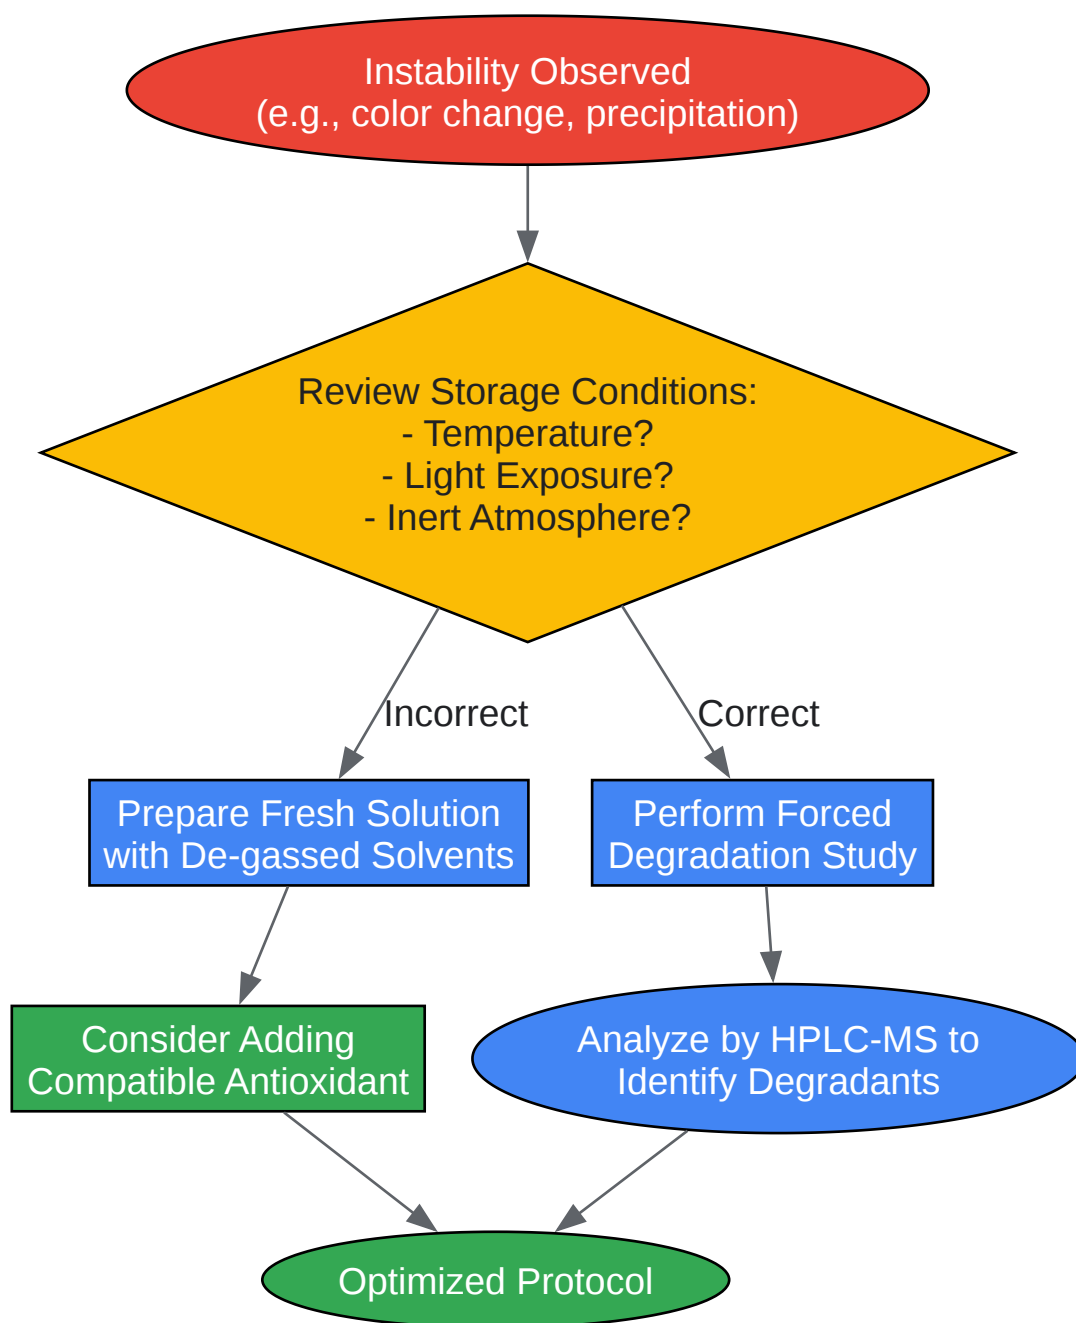 Instability Observed
(e.g., color change, precipitation)
Review Storage Conditions:
- Temperature?
- Light Exposure?
- Inert Atmosphere?
Incorrect
Correct
Prepare Fresh Solution
with De-gassed Solvents
Perform Forced
Degradation Study
Consider Adding
Compatible Antioxidant
Analyze by HPLC-MS to
Identify Degradants
Optimized Protocol